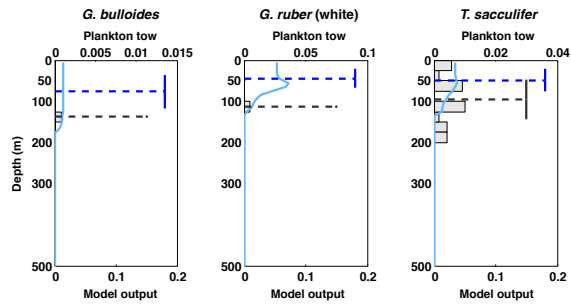 G. bulloides
G. ruber (white)
T. sacculifer
Plankton tow
Plankton tow
Plankton tow
0 0.005 0.01 0.015
0 0.05 0.1
0 0.02 0.04
0
50
100
200
300
500
Depth (m)
0
50
100
200
300
500
0
50
100
200
300
500
0 0.1 0.2
0 0.1 0.2
0 0.1 0.2
Model output
Model output
Model output